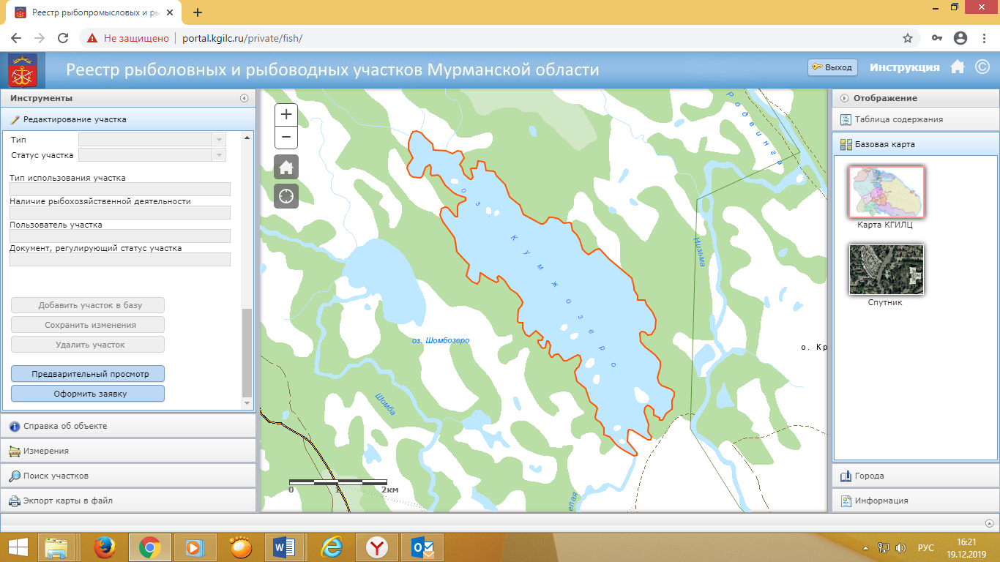 Реестр рыбопромысловых и ры
Не защищено
portal.kgilc.ru/private/fish/
Реестр рыболовных и рыбоводных участков Мурманской области
Выход
Инструкция
Инструменты
Редактирование участка
Тип
Статус участка
Тип использования участка
Наличие рыбохозяйственной деятельности
Пользователь участка
Документ, регулирующий статус участка
Добавить участок в базу
Сохранить изменения
Удалить участок
Предварительный просмотр
Оформить заявку
Справка об объекте
Измерения
Поиск участков
Экспорт карты в файл
+
−
Родвинга
оз. Кумжозеро
Низьма
оз. Шомбозеро
о. Кр
Шомба
епая
0 1 2км
Отображение
Таблица содержания
Базовая карта
Карта КГИЛЦ
Спутник
Города
Информация
РУС
16:21
19.12.2019